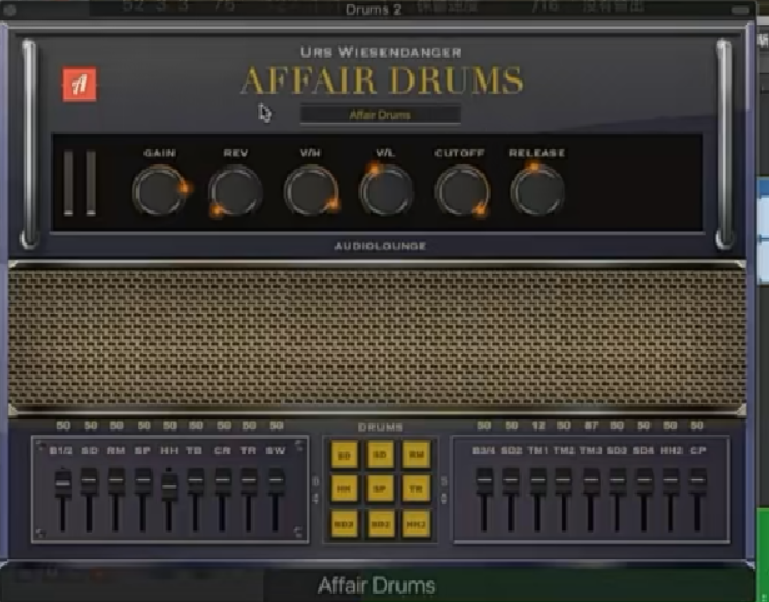 Drums 2
URS WIESENDANGER
AFFAIR DRUMS
A
Affair Drums
GAIN REV V/H V/L CUTOFF RELEASE
AUDIOLOUNGE
50 50 50 50 50 50 50 50 50
DRUMS
50 50 12 50 87 50 50 50 50
B1/2 SD RM SP HH TB CR TR SW
B3/4 SD2 TM1 TM2 TM3 SD3 SD4 HH2 CP
BD SD RM
HH SP TR
SD2 HH2
Affair Drums